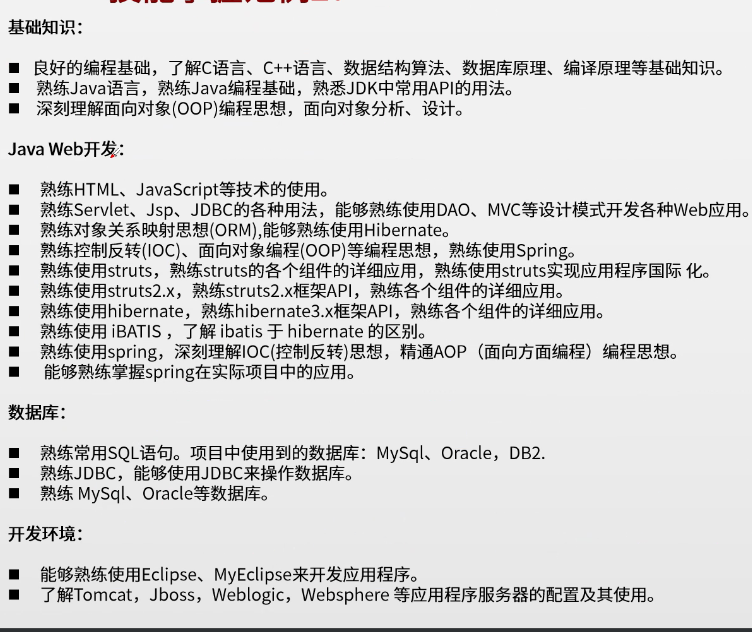 基础知识：
■ 良好的编程基础，了解C语言、C++语言、数据结构算法、数据库原理、编译原理等基础知识。
■ 熟练Java语言，熟练Java编程基础，熟悉JDK中常用API的用法。
■ 深刻理解面向对象(OOP)编程思想，面向对象分析、设计。
Java Web开发：
■ 熟练HTML、JavaScript等技术的使用。
■ 熟练Servlet、Jsp、JDBC的各种用法，能够熟练使用DAO、MVC等设计模式开发各种Web应用。
■ 熟练对象关系映射思想(ORM),能够熟练使用Hibernate。
■ 熟练控制反转(IOC)、面向对象编程(OOP)等编程思想，熟练使用Spring。
■ 熟练使用struts，熟练struts的各个组件的详细应用，熟练使用struts实现应用程序国际 化。
■ 熟练使用struts2.x，熟练struts2.x框架API，熟练各个组件的详细应用。
■ 熟练使用hibernate，熟练hibernate3.x框架API，熟练各个组件的详细应用。
■ 熟练使用 iBATIS ，了解 ibatis 于 hibernate 的区别。
■ 熟练使用spring，深刻理解IOC(控制反转)思想，精通AOP（面向方面编程）编程思想。
■ 能够熟练掌握spring在实际项目中的应用。
数据库：
■ 熟练常用SQL语句。项目中使用到的数据库：MySql、Oracle，DB2.
■ 熟练JDBC，能够使用JDBC来操作数据库。
■ 熟练 MySql、Oracle等数据库。
开发环境：
■ 能够熟练使用Eclipse、MyEclipse来开发应用程序。
■ 了解Tomcat，Jboss，Weblogic，Websphere 等应用程序服务器的配置及其使用。